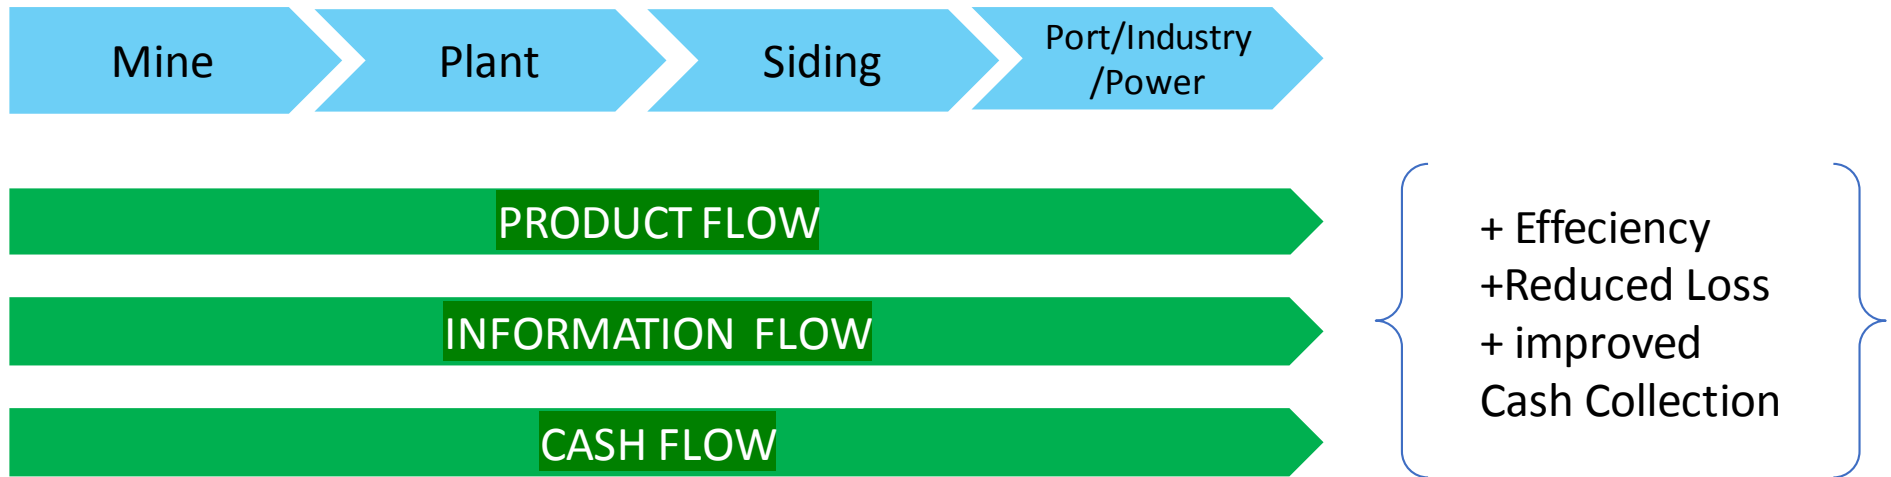 Mine
Plant
Siding
Port/Industry
/Power
PRODUCT FLOW
INFORMATION FLOW
CASH FLOW
+ Effeciency
+Reduced Loss
+ improved
Cash Collection